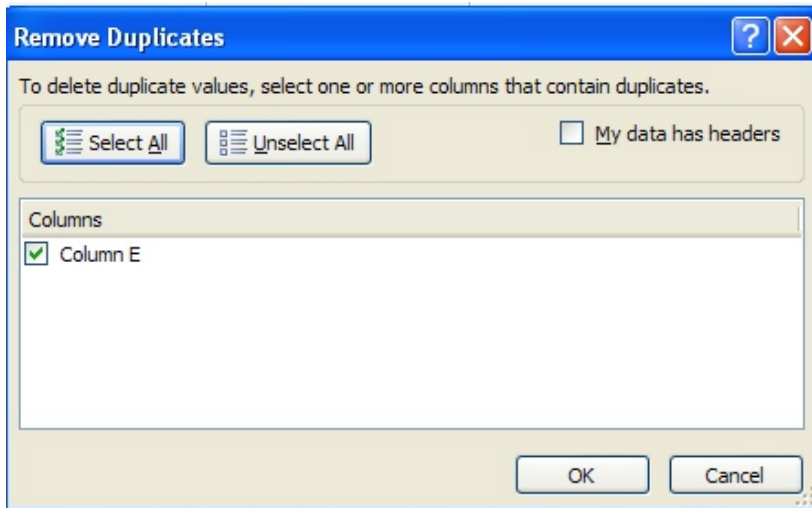 Remove Duplicates
To delete duplicate values, select one or more columns that contain duplicates.
Select All Unselect All My data has headers
Columns
Column E
OK Cancel